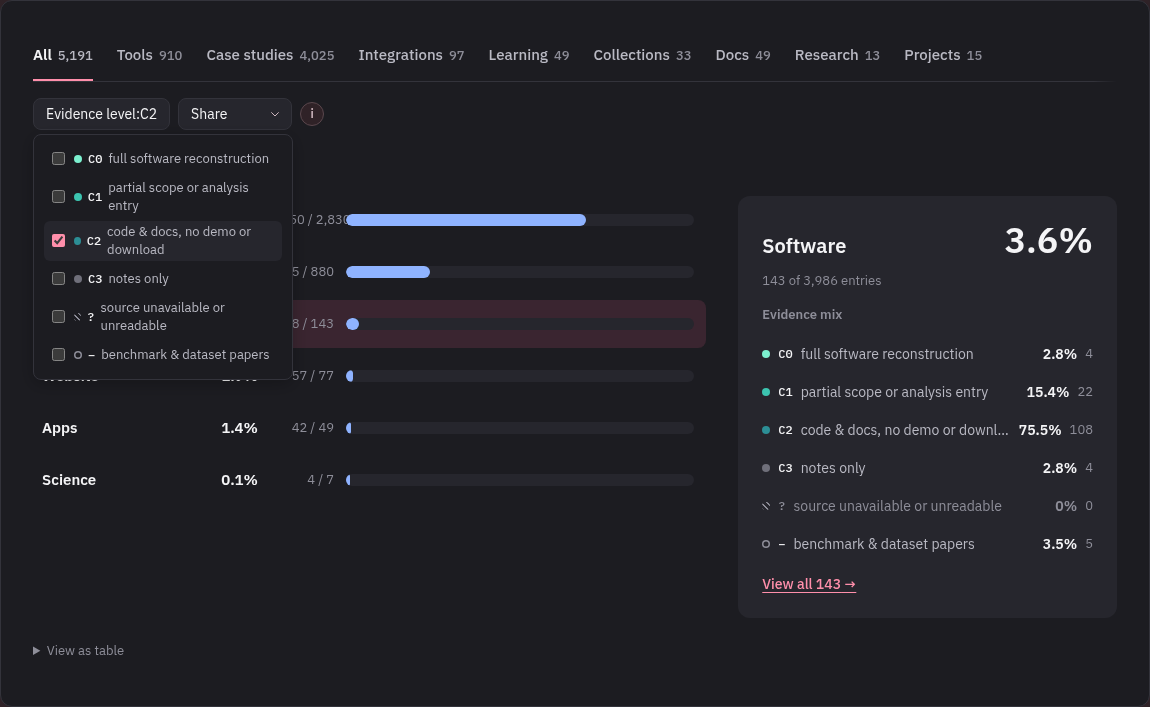 All 5,191 Tools 910 Case studies 4,025 Integrations 97 Learning 49 Collections 33 Docs 49 Research 13 Projects 15
Evidence level:C2 Share i
C0 full software reconstruction
C1 partial scope or analysis
entry
C2 code & docs, no demo or
download
C3 notes only
? source unavailable or
unreadable
– benchmark & dataset papers
/ 2,830
/ 880
/ 143
57 / 77
Apps 1.4% 42 / 49
Science 0.1% 4 / 7
Software 3.6%
143 of 3,986 entries
Evidence mix
C0 full software reconstruction 2.8% 4
C1 partial scope or analysis entry 15.4% 22
C2 code & docs, no demo or downl... 75.5% 108
C3 notes only 2.8% 4
? source unavailable or unreadable 0% 0
– benchmark & dataset papers 3.5% 5
View all 143 →
View as table